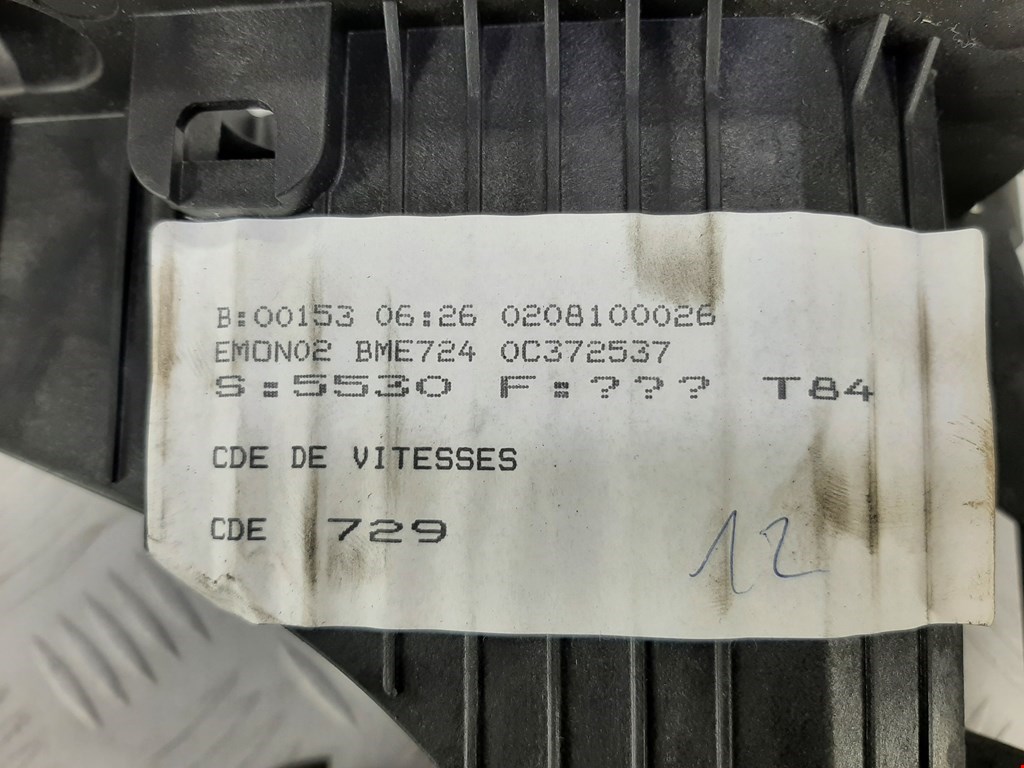 B:00153 06:26 0208100026
EMON02 BME724 0C372537
S:5530 F:??? T84
CDE DE VITESSES
CDE 729
12